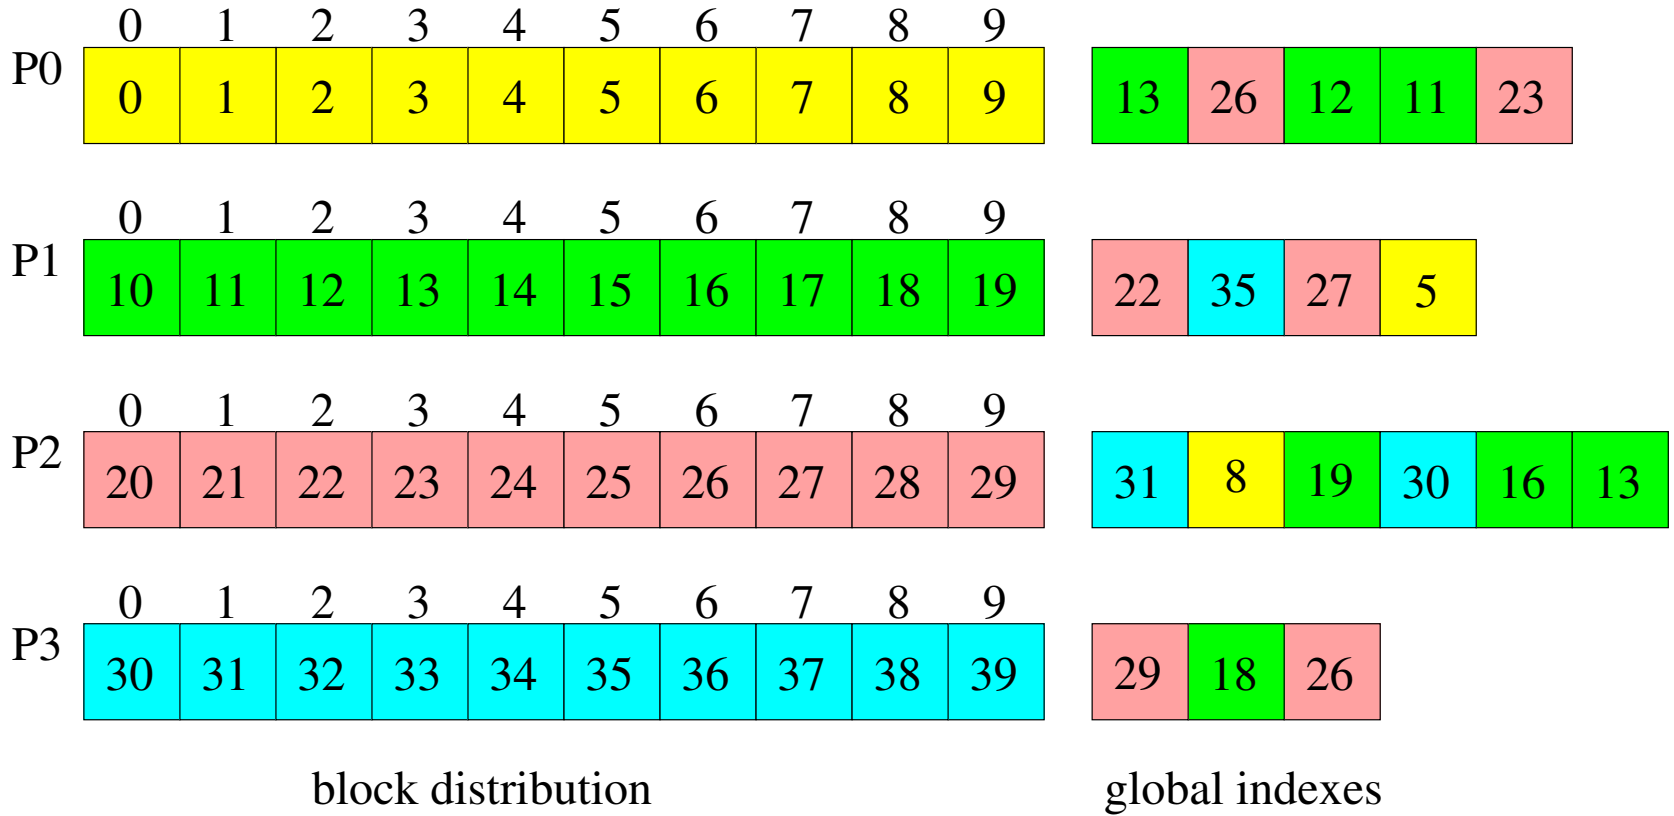 0 1 2 3 4 5 6 7 8 9
P0 0 1 2 3 4 5 6 7 8 9 13 26 12 11 23
0 1 2 3 4 5 6 7 8 9
P1 10 11 12 13 14 15 16 17 18 19 22 35 27 5
0 1 2 3 4 5 6 7 8 9
P2 20 21 22 23 24 25 26 27 28 29 31 8 19 30 16 13
0 1 2 3 4 5 6 7 8 9
P3 30 31 32 33 34 35 36 37 38 39 29 18 26
block distribution global indexes